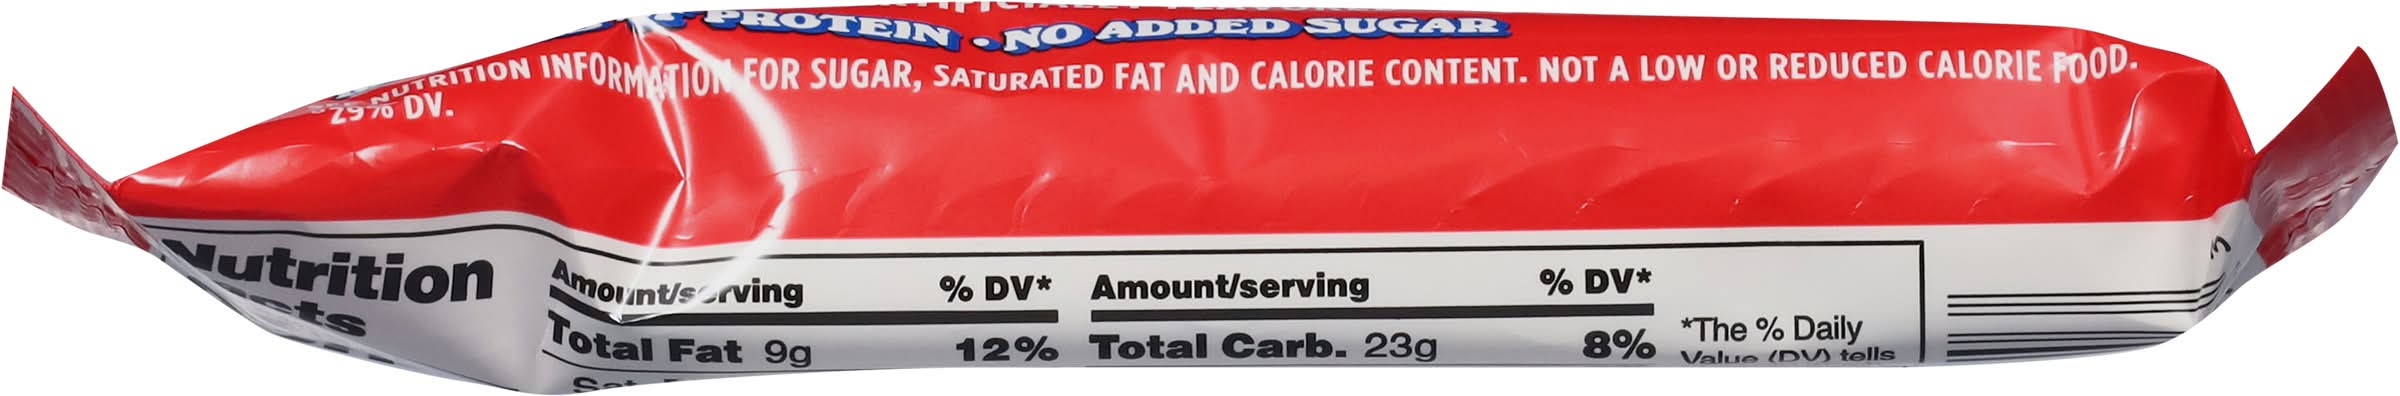 PROTEIN • NO ADDED SUGAR
SEE NUTRITION INFORMATION FOR SUGAR, SATURATED FAT AND CALORIE CONTENT. NOT A LOW OR REDUCED CALORIE FOOD.
29% DV.
Nutrition
Amount/serving % DV* Amount/serving % DV*
Total Fat 9g 12% Total Carb. 23g 8%
*The % Daily
Value (DV) tells